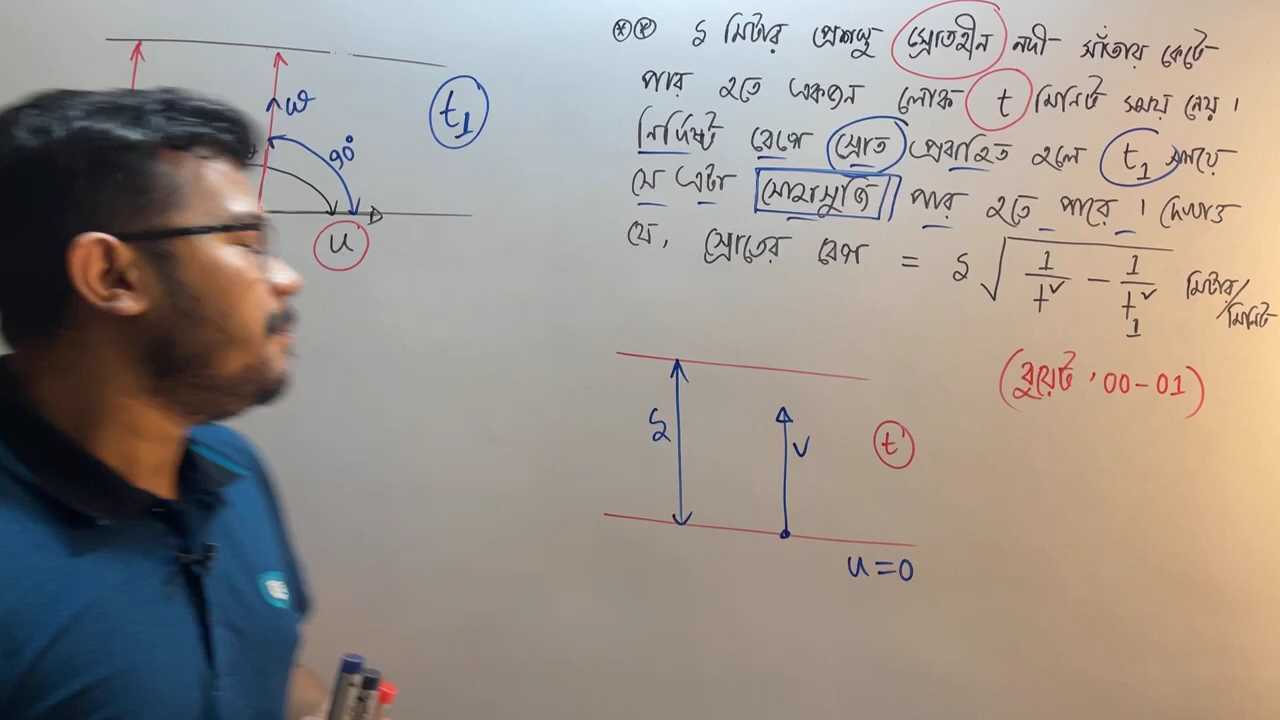 ** s মিটার প্রশস্থ স্রোতহীন নদী সাঁতার কেটে
পার হতে একজন লোক t মিনিট সময় নেয়।
নির্দিষ্ট বেগে স্রোত প্রবাহিত হলে t₁ সময়ে
সে এটা সোজাসুজি পার হতে পারে। দেখাও
যে, স্রোতের বেগ = s√(1/t² - 1/t₁²) মিটার/মিনিট
(বুয়েট, 00-01)
w
90°
t₁
u
s
v
t
u=0